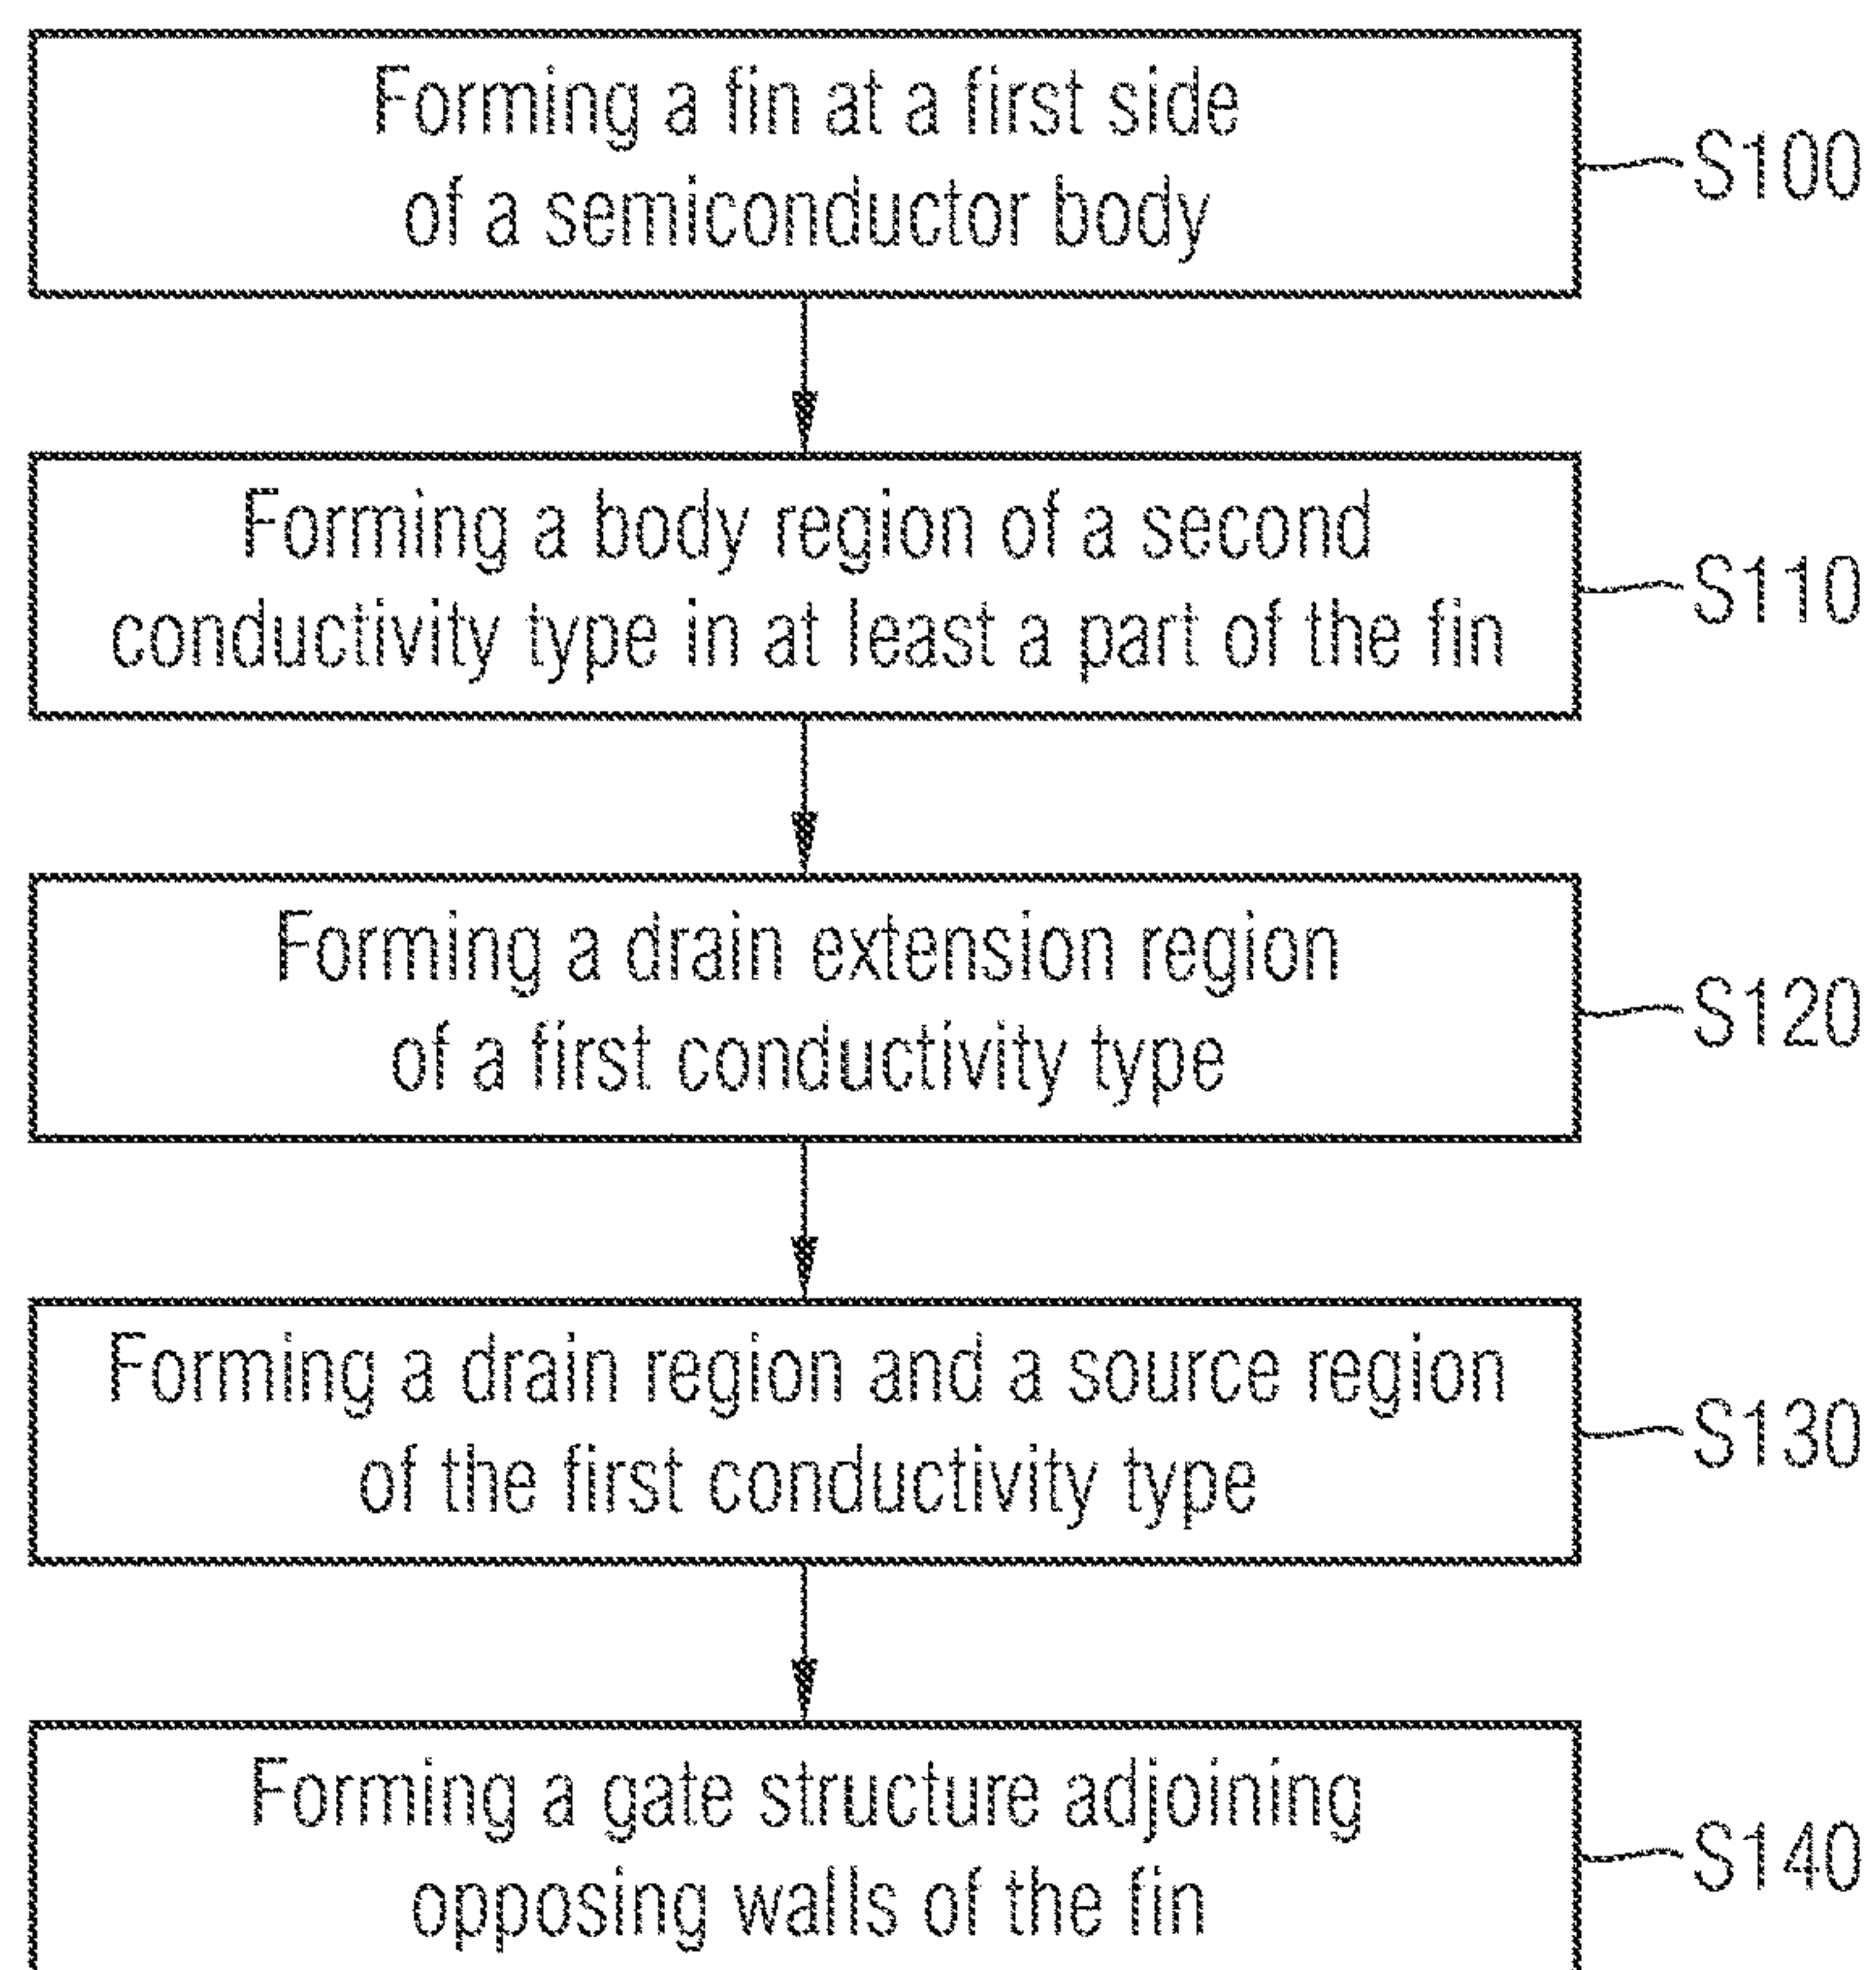 Forming a fin at a first side
of a semiconductor body
S100
Forming a body region of a second
conductivity type in at least a part of the fin
S110
Forming a drain extension region
of a first conductivity type
S120
Forming a drain region and a source region
of the first conductivity type
S130
Forming a gate structure adjoining
opposing walls of the fin
S140